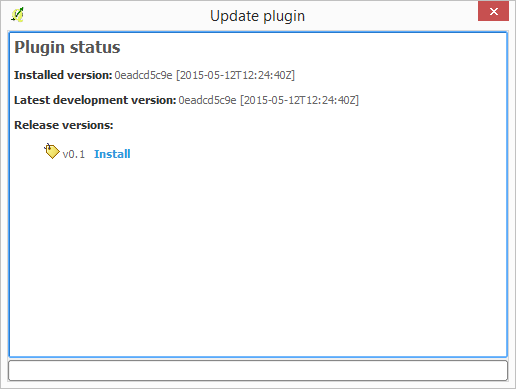 Update plugin
Plugin status
Installed version: 0eadcd5c9e [2015-05-12T12:24:40Z]
Latest development version: 0eadcd5c9e [2015-05-12T12:24:40Z]
Release versions:
v0.1 Install